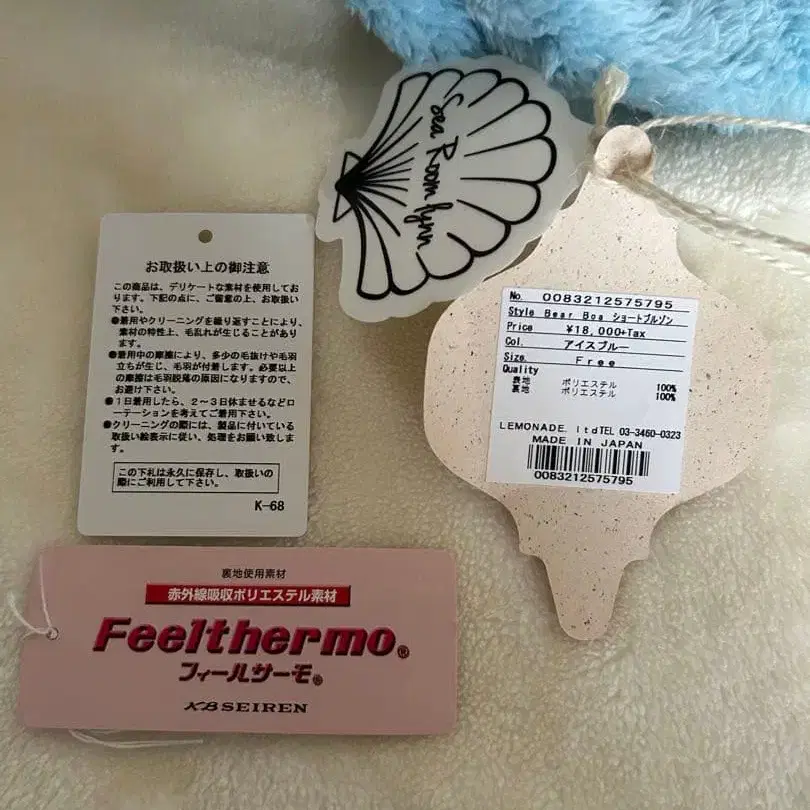 Sea Room lynn
お取扱い上の御注意
この商品は、デリケートな素材を使用してお
ります。下記の点に、ご留意の上、お取扱い
下さい。
●着用やクリーニングを繰り返すことにより、
素材の特性上、毛乱れが生じることがあ
ります。
●着用中の摩擦により、多少の毛抜けや毛羽
立ちが生じ、毛羽が付着します。必要以上
の摩擦は毛羽脱落の原因になりますので、
お避け下さい。
●1日着用したら、2〜3日休ませるなどロ
ーテーションを考えてご着用下さい。
●クリーニングの際には、製品に付いている
取扱い絵表示に従い、処理をお願い致しま
す。
この下札は永久に保存し、取扱いの
際にご利用して下さい。
K-68
No. 0083212575795
Style Bear Boa ショートブルゾン
Price ¥18,000+Tax
Col. アイスブルー
Size. Free
Quality
表地 ポリエステル 100%
裏地 ポリエステル 100%
LEMONADE. ltd TEL 03-3460-0323
MADE IN JAPAN
0083212575795
裏地使用素材
赤外線吸収ポリエステル素材
Feelthermo®
フィールサーモ®
KB SEIREN